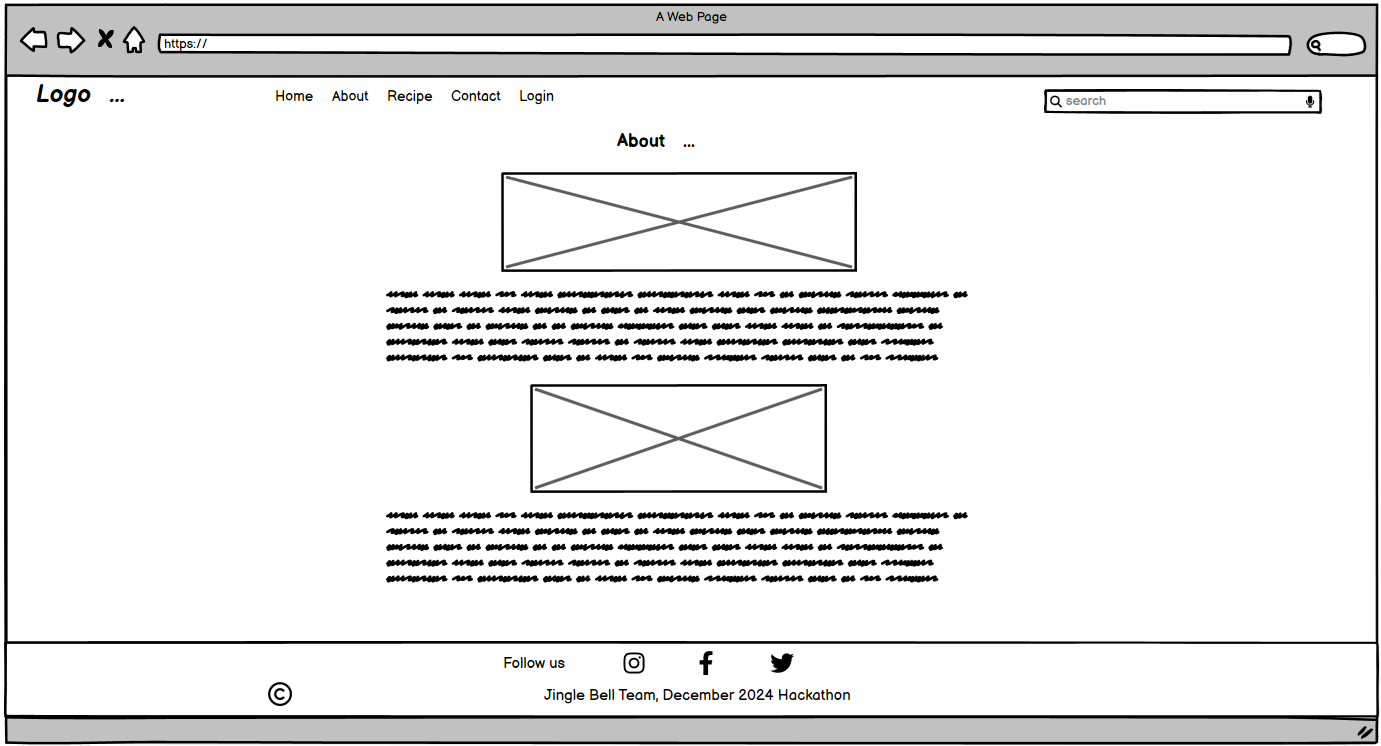 A Web Page
https://
Logo ...
Home About Recipe Contact Login
search
About ...
Follow us
© Jingle Bell Team, December 2024 Hackathon